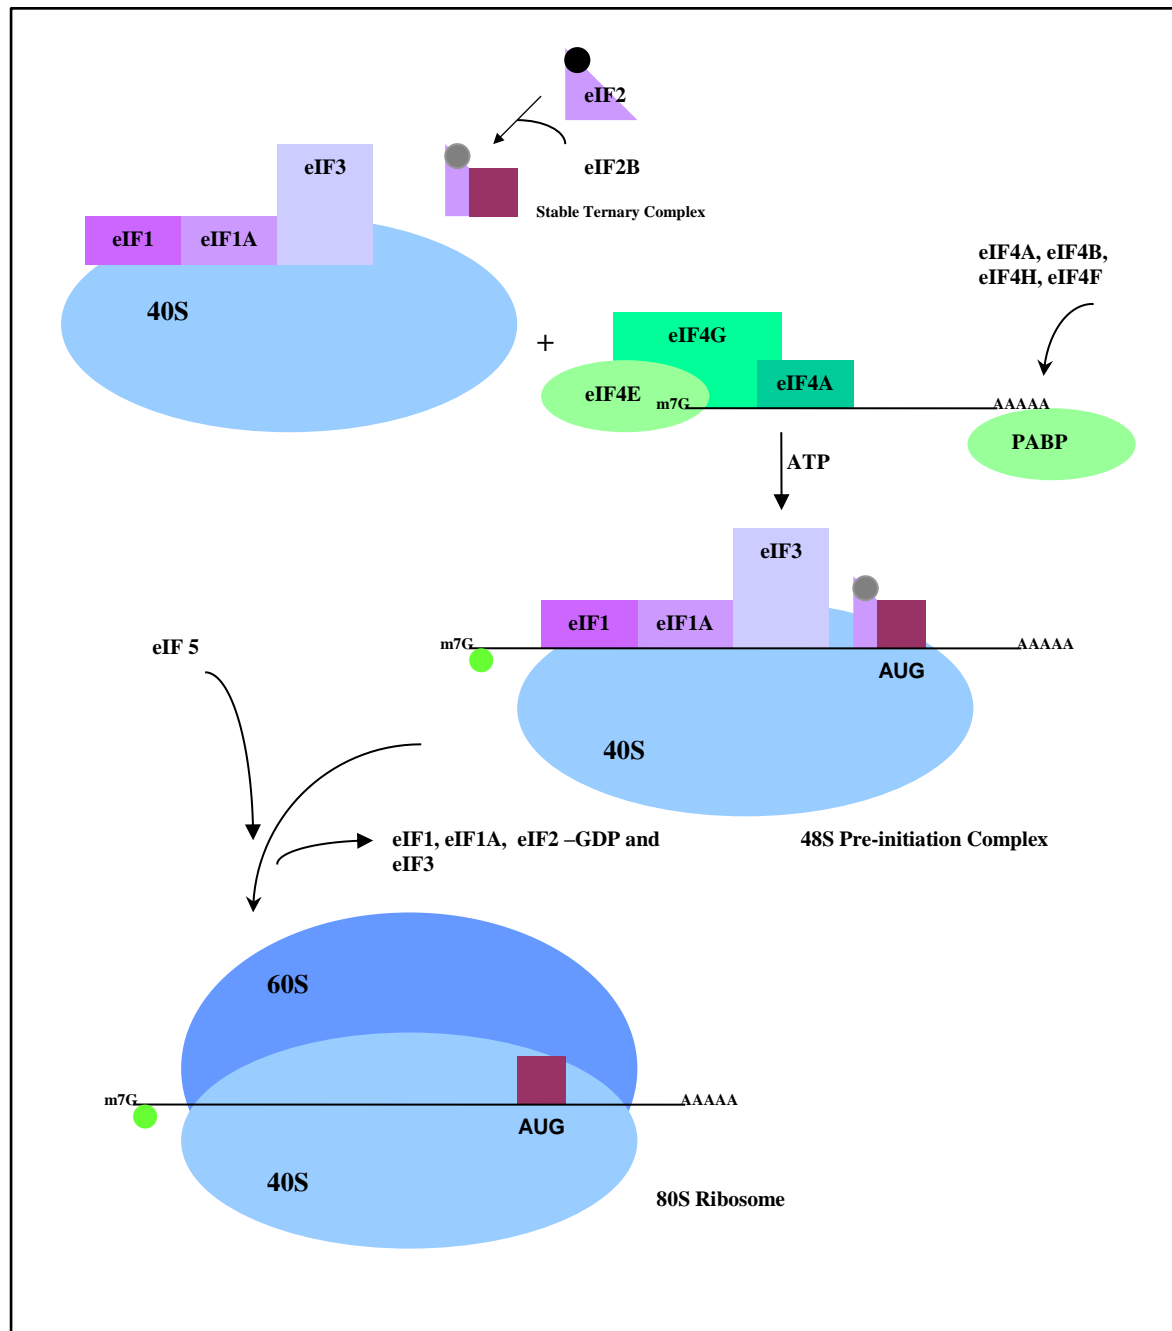 eIF2
eIF3
eIF2B
Stable Ternary Complex
eIF1
eIF1A
eIF4A, eIF4B,
eIF4H, eIF4F
40S
+
eIF4G
eIF4A
eIF4E
m7G
AAAAA
PABP
ATP
eIF3
eIF1
eIF1A
eIF 5
m7G
AAAAA
AUG
40S
eIF1, eIF1A, eIF2 –GDP and
eIF3
48S Pre-initiation Complex
60S
m7G
AAAAA
AUG
40S
80S Ribosome